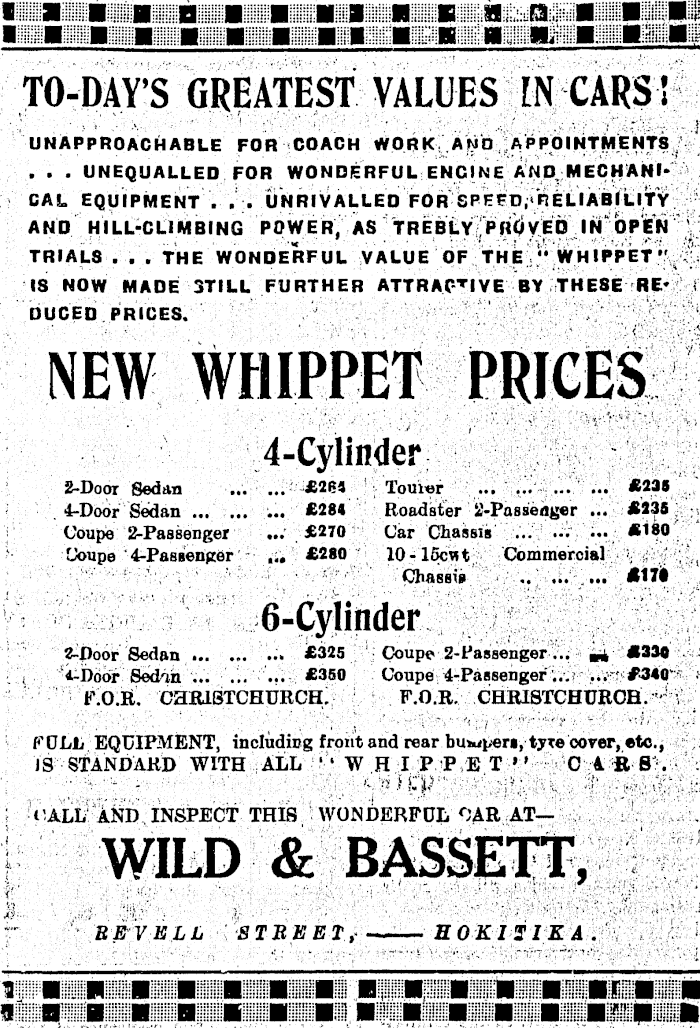 TO-DAY'S GREATEST VALUES IN CARS!
UNAPPROACHABLE FOR COACH WORK AND APPOINTMENTS
. . . UNEQUALLED FOR WONDERFUL ENGINE AND MECHANI-
CAL EQUIPMENT . . . UNRIVALLED FOR SPEED, RELIABILITY
AND HILL-CLIMBING POWER, AS TREBLY PROVED IN OPEN
TRIALS . . . THE WONDERFUL VALUE OF THE "WHIPPET"
IS NOW MADE STILL FURTHER ATTRACTIVE BY THESE RE-
DUCED PRICES.
NEW WHIPPET PRICES
4-Cylinder
2-Door Sedan ... ... £264
4-Door Sedan ... ... ... £284
Coupe 2-Passenger ... £270
Coupe 4-Passenger ... £280
Tourer ... ... ... ... £235
Roadster 2-Passenger ... £235
Car Chassis ... ... ... £180
10-15cwt Commercial
Chassis ... ... ... £170
6-Cylinder
2-Door Sedan ... ... ... £325
4-Door Sedan ... ... ... £350
F.O.R. CHRISTCHURCH.
Coupe 2-Passenger ... ... £330
Coupe 4-Passenger ... ... £340
F.O.R. CHRISTCHURCH.
FULL EQUIPMENT, including front and rear bumpers, tyre cover, etc.,
IS STANDARD WITH ALL "WHIPPET" CARS.
CALL AND INSPECT THIS WONDERFUL CAR AT—
WILD & BASSETT,
REVELL STREET, —— HOKITIKA.